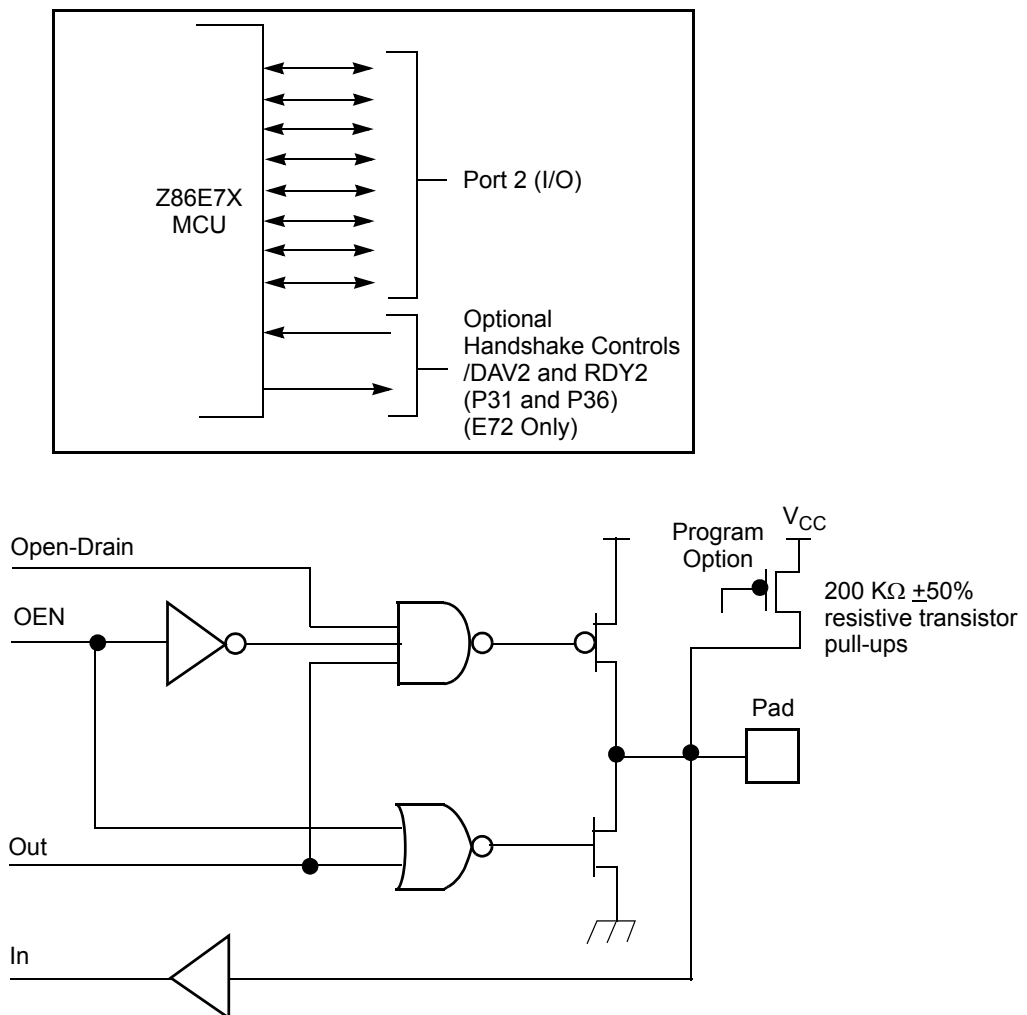 Z86E7X
MCU
Port 2 (I/O)
Optional
Handshake Controls
/DAV2 and RDY2
(P31 and P36)
(E72 Only)
Open-Drain
OEN
Out
In
Program
Option
VCC
200 KΩ ±50%
resistive transistor
pull-ups
Pad